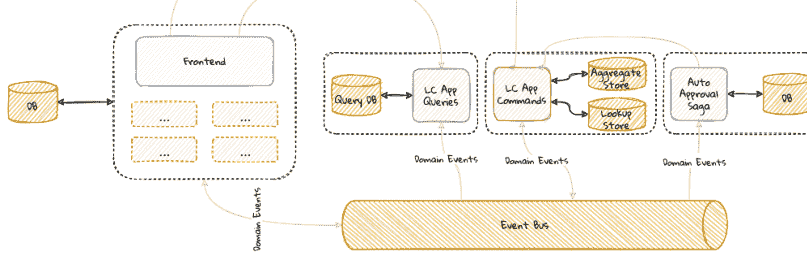 Frontend
DB
...
...
...
...
Query DB
LC App
Queries
LC App
Commands
Aggregate
Store
Lookup
Store
Auto
Approval
Saga
DB
Domain Events
Domain Events
Domain Events
Domain Events
Event Bus